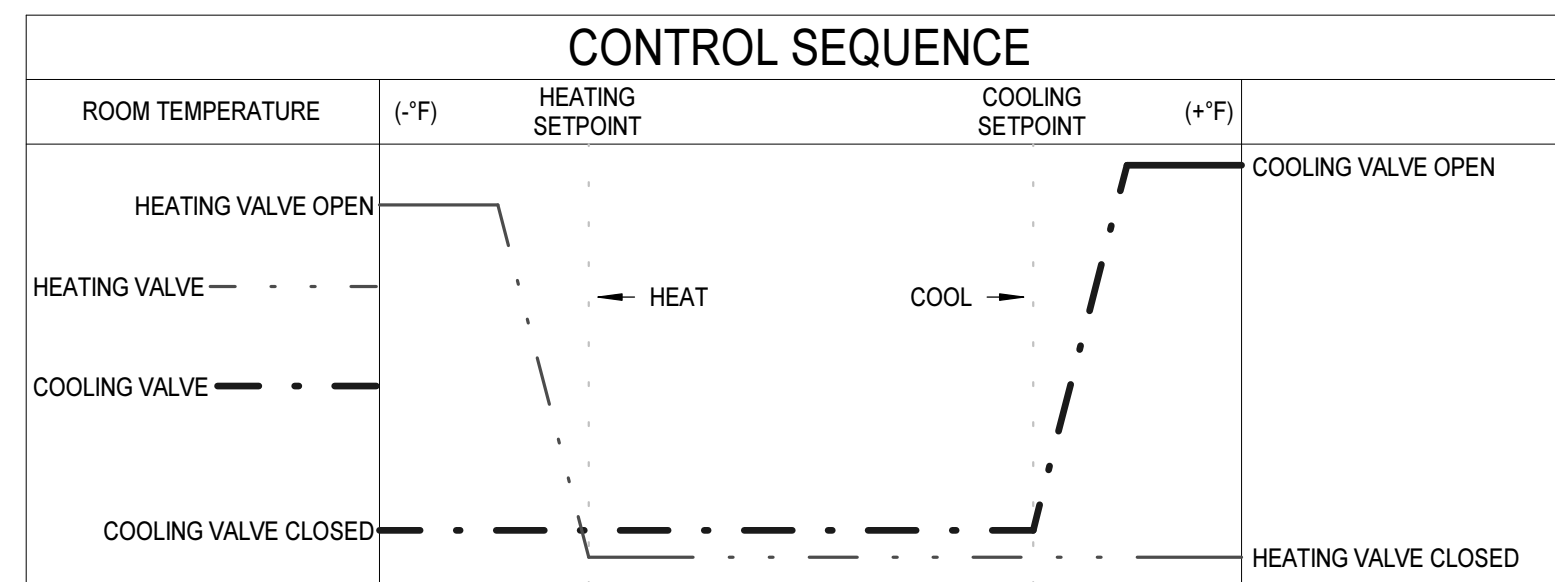 CONTROL SEQUENCE
ROOM TEMPERATURE
(-°F)
HEATING
SETPOINT
COOLING
SETPOINT
(+°F)
COOLING VALVE OPEN
HEATING VALVE OPEN
HEATING VALVE
HEAT
COOL
COOLING VALVE
COOLING VALVE CLOSED
HEATING VALVE CLOSED